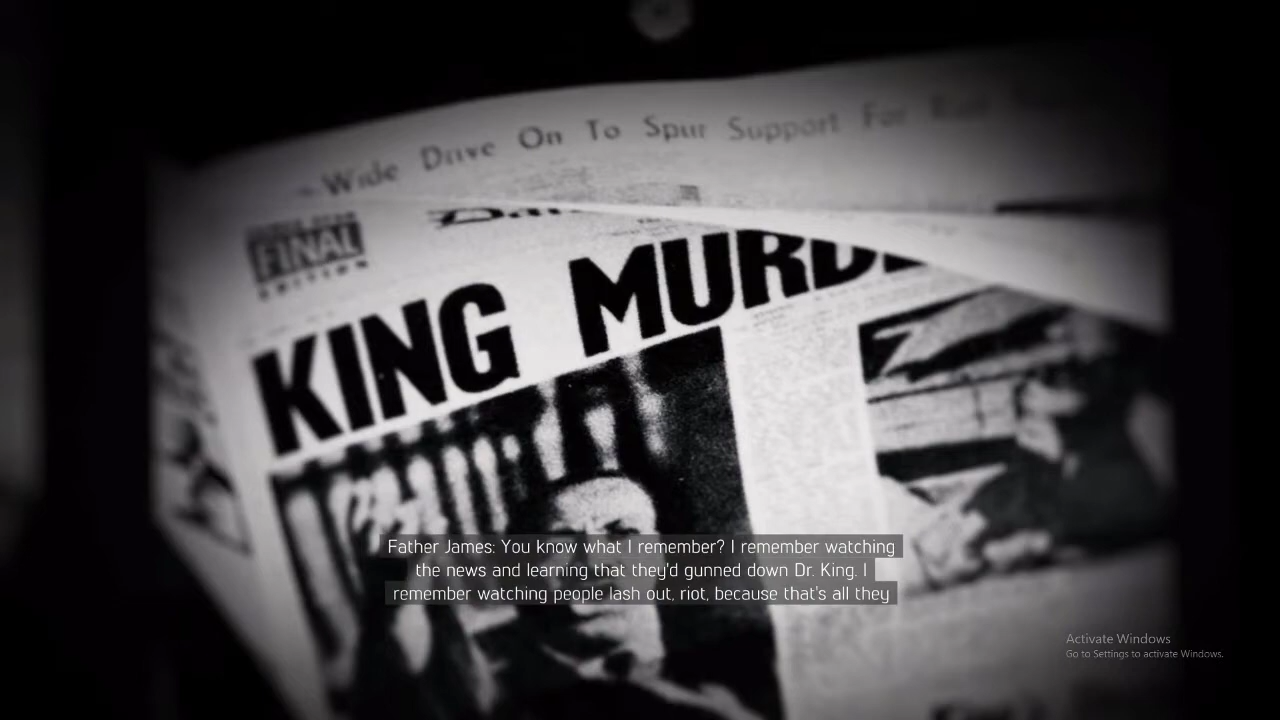 Wide Drive On To Spur Support For
FINAL
EDITION
KING MURD
Father James: You know what I remember? I remember watching
the news and learning that they'd gunned down Dr. King. I
remember watching people lash out, riot, because that's all they
Activate Windows
Go to Settings to activate Windows.